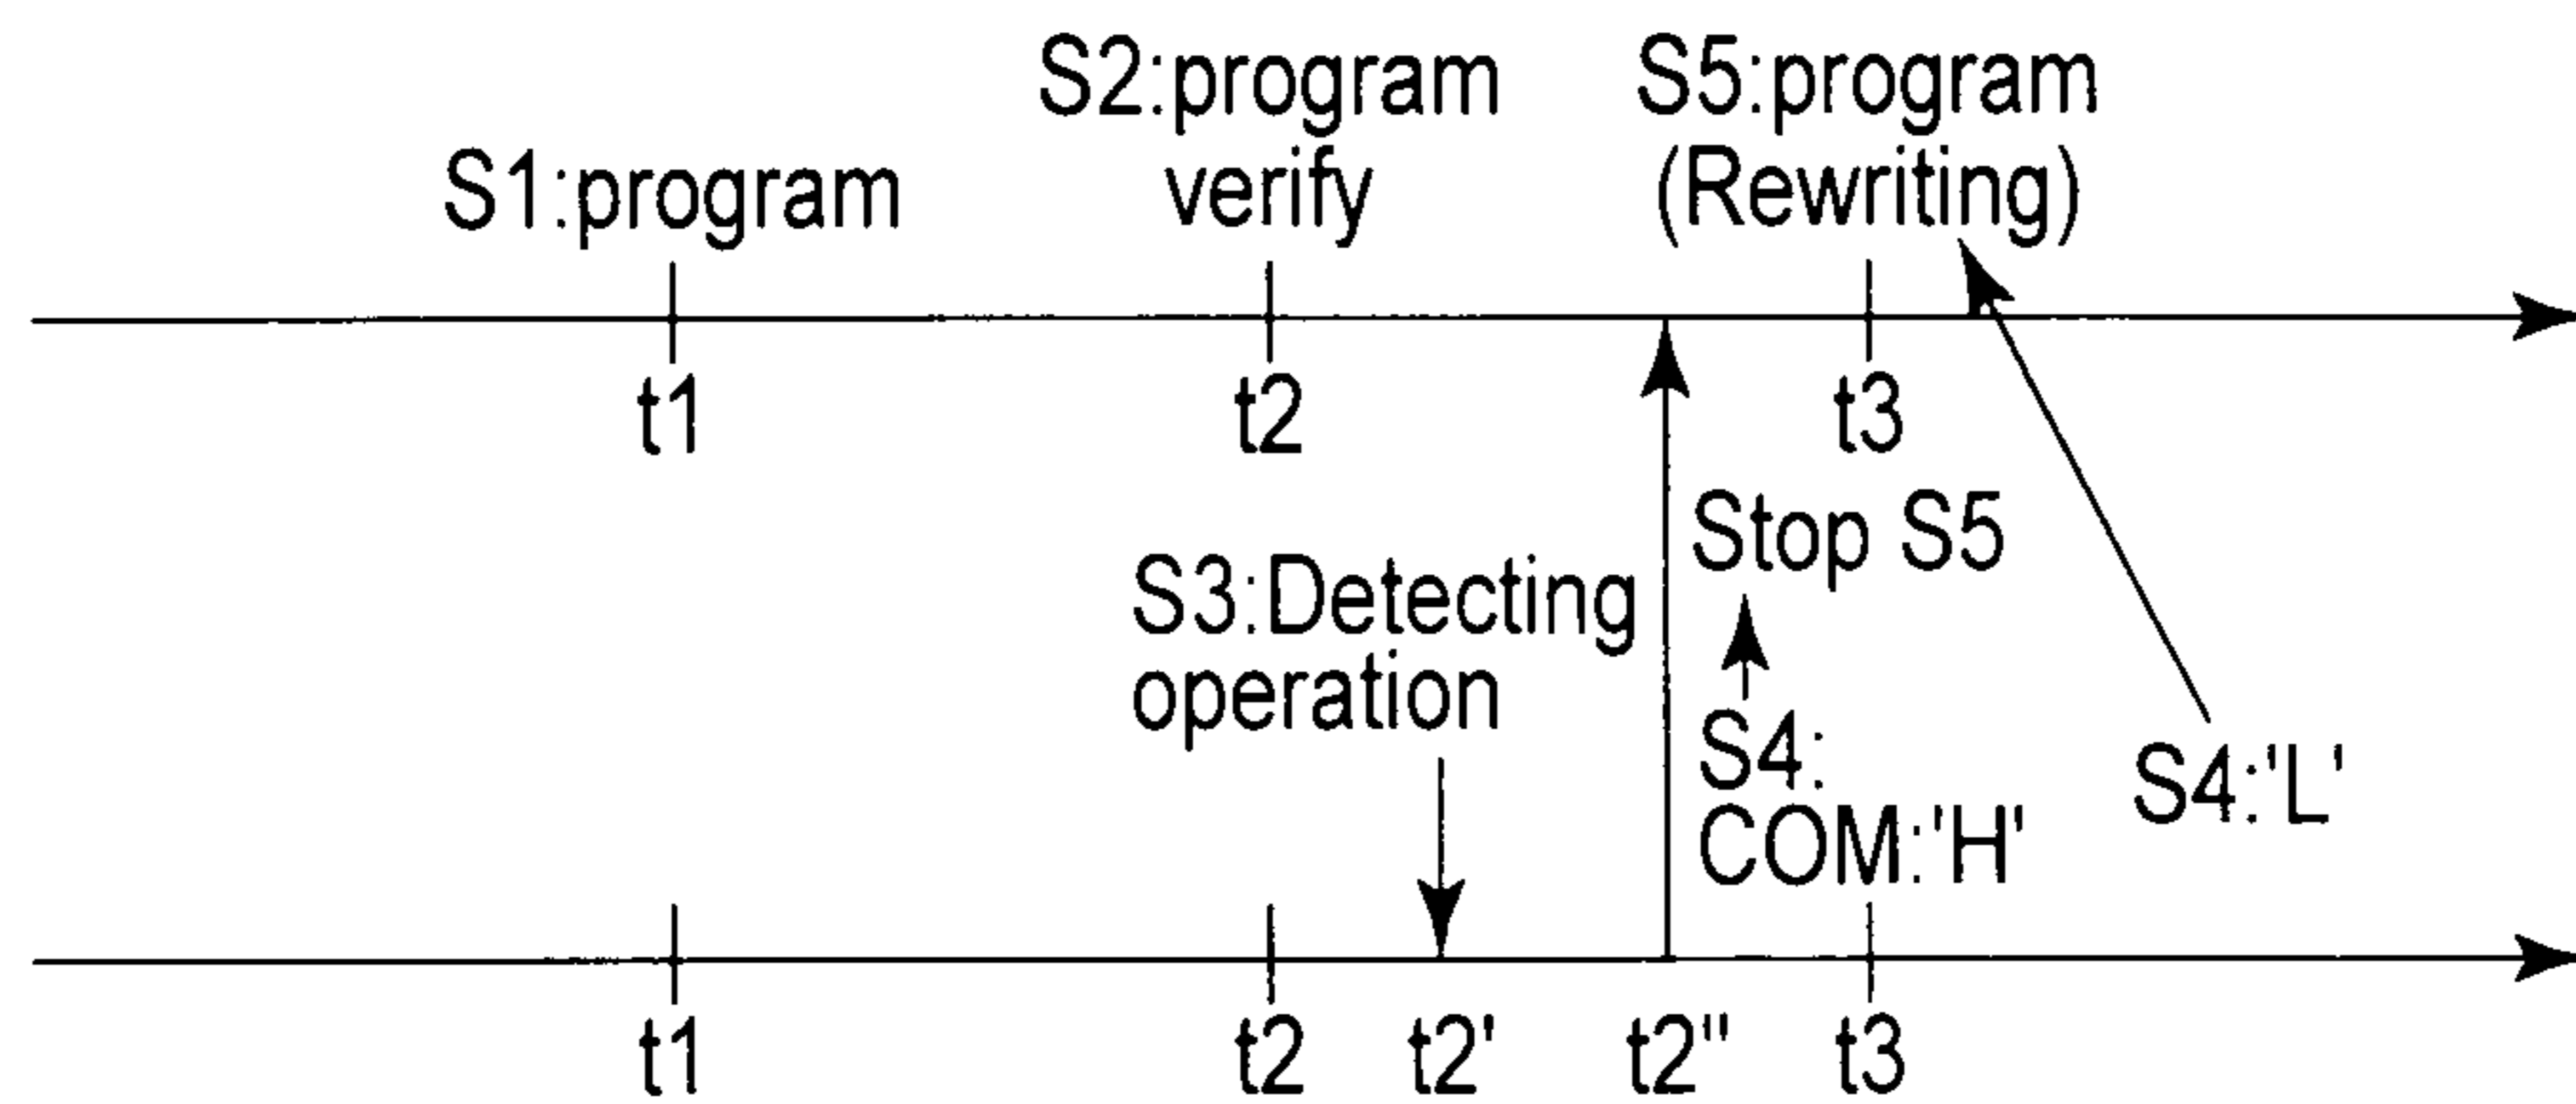 S2:program
verify
S5:program
(Rewriting)
S1:program
t1
t2
t3
Stop S5
S3:Detecting
operation
S4:
COM:'H'
S4:'L'
t1
t2
t2'
t2"
t3